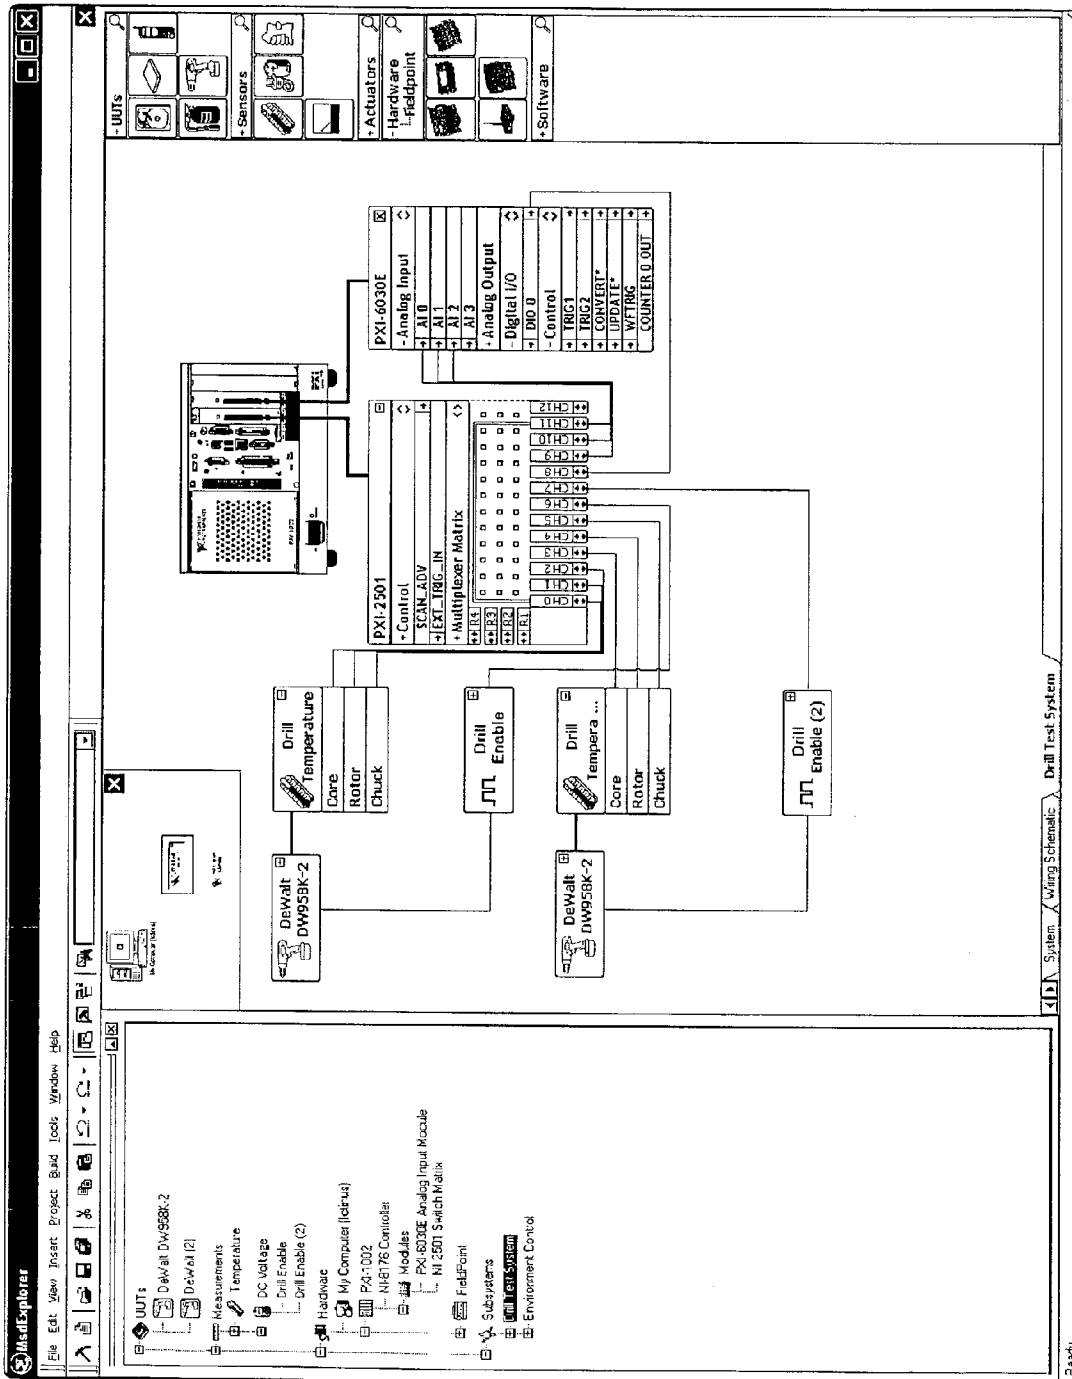 MsdExplorer
File Edit View Insert Project Build Tools Window Help
UUTs
DeWalt DW958K-2
DeWalt (2)
Measurements
Temperature
DC Voltage
Drill Enable
Drill Enable (2)
Hardware
My Computer (Ictinus)
PXI-1002
NI-8176 Controller
Modules
PXI-6030E Analog Input Module
NI 2501 Switch Matrix
FieldPoint
Subsystems
Drill Test System
Environment Control
DeWalt
DW958K-2
Drill
Temperature
Core
Rotor
Chuck
Drill
Enable
DeWalt
DW958K-2
Drill
Tempera ...
Core
Rotor
Chuck
Drill
Enable (2)
PXI
PXI-2501
-Control
SCAN_ADV
EXT_TRIG_IN
-Multiplexer Matrix
R4
R3
R2
R1
CH0
CH1
CH2
CH3
CH4
CH5
CH6
CH7
CH8
CH9
CH10
CH11
CH12
PXI-6030E
-Analog Input
AI 0
AI 1
AI 2
AI 3
+Analog Output
-Digital I/O
DIO 0
-Control
TRIG1
TRIG2
CONVERT*
UPDATE*
WFTRIG
COUNTER 0 OUT
-UUTs
-Sensors
+Actuators
-Hardware
Fieldpoint
+Software
System Wiring Schematic Drill Test System
Ready